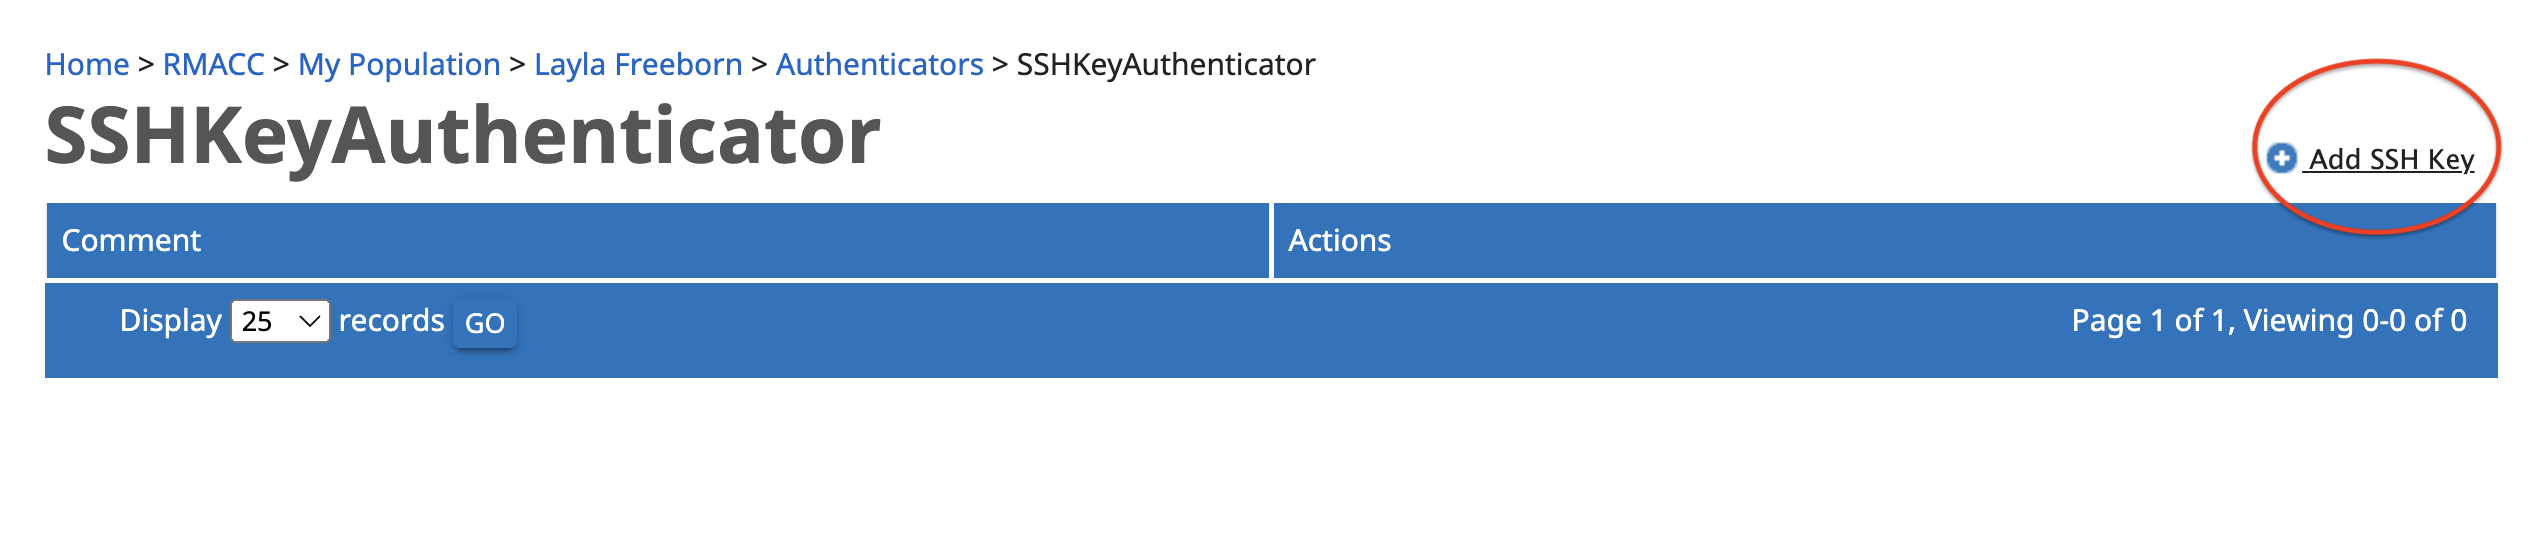 Home > RMACC > My Population > Layla Freeborn > Authenticators > SSHKeyAuthenticator
SSHKeyAuthenticator
Add SSH Key
Comment Actions
Display 25 records GO Page 1 of 1, Viewing 0-0 of 0